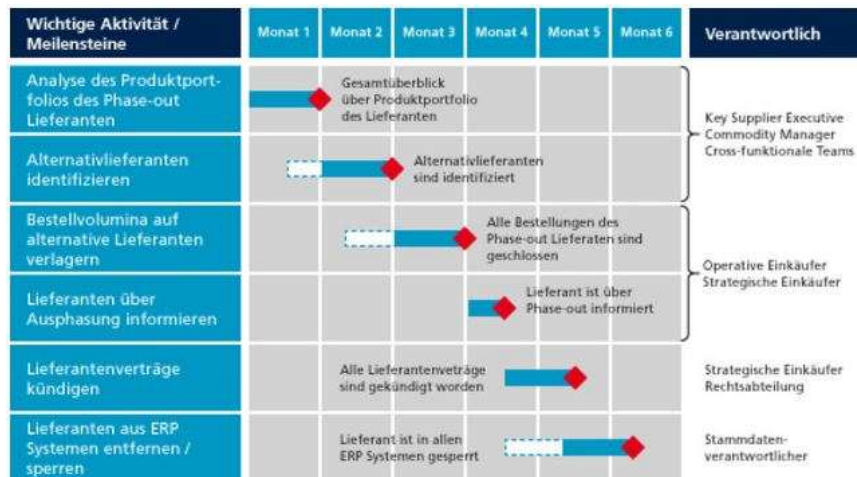 Wichtige Aktivität /
Meilensteine
Monat 1
Monat 2
Monat 3
Monat 4
Monat 5
Monat 6
Verantwortlich
Analyse des Produktport-
folios des Phase-out
Lieferanten
Gesamtüberblick
über Produktportfolio
des Lieferanten
Key Supplier Executive
Commodity Manager
Cross-funktionale Teams
Alternativlieferanten
identifizieren
Alternativlieferanten
sind identifiziert
Bestellvolumina auf
alternative Lieferanten
verlagern
Alle Bestellungen des
Phase-out Lieferaten sind
geschlossen
Operative Einkäufer
Strategische Einkäufer
Lieferanten über
Ausphasung informieren
Lieferant ist über
Phase-out informiert
Lieferantenverträge
kündigen
Alle Lieferantenveträge
sind gekündigt worden
Strategische Einkäufer
Rechtsabteilung
Lieferanten aus ERP
Systemen entfernen /
sperren
Lieferant ist in allen
ERP Systemen gesperrt
Stammdaten-
verantwortlicher